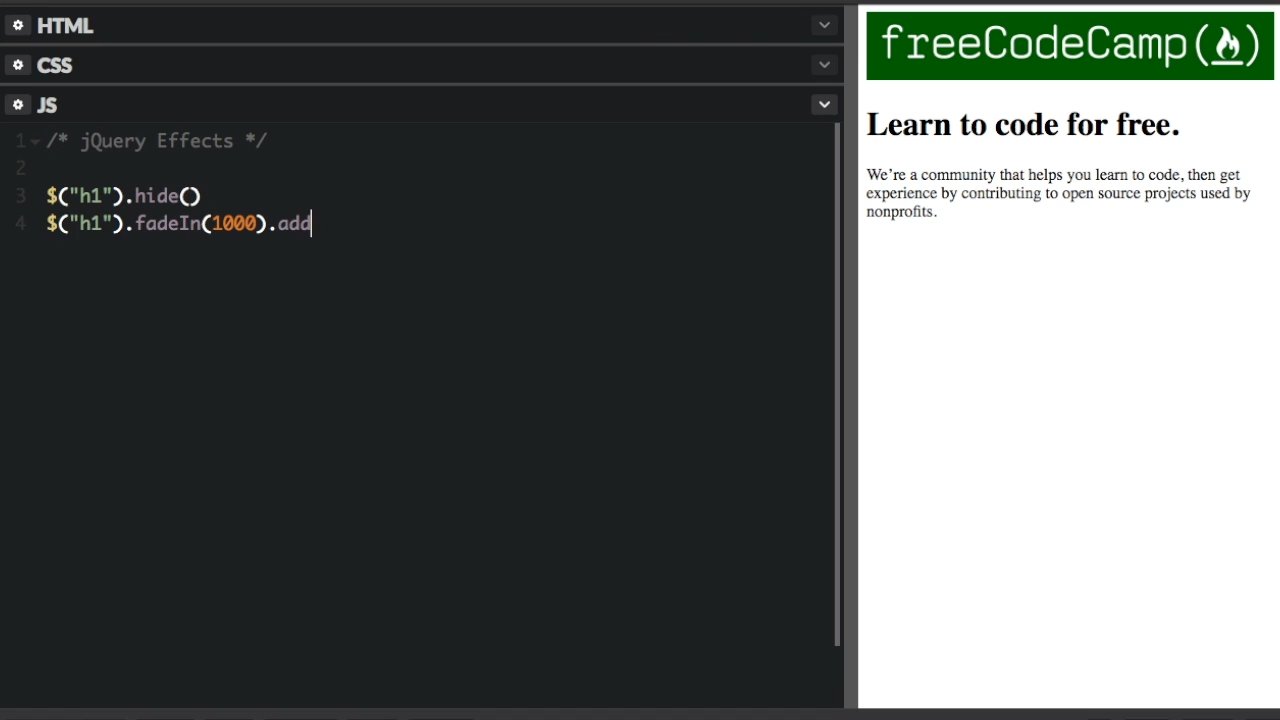 HTML
CSS
JS
1 /* jQuery Effects */
2
3 $("h1").hide()
4 $("h1").fadeIn(1000).add
freeCodeCamp(🔥)
Learn to code for free.
We’re a community that helps you learn to code, then get
experience by contributing to open source projects used by
nonprofits.